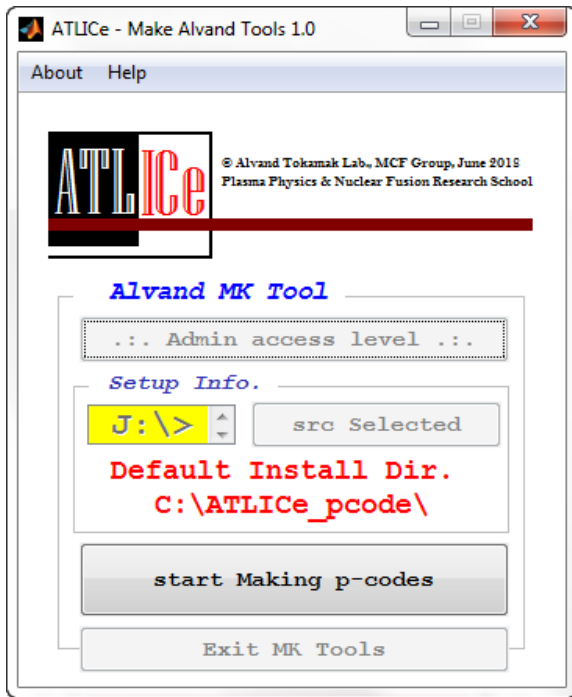 ATLICe - Make Alvand Tools 1.0
About Help
ATLICe
© Alvand Tokamak Lab., MCF Group, June 2018
Plasma Physics & Nuclear Fusion Research School
Alvand MK Tool
.:. Admin access level .:.
Setup Info.
J:\> src Selected
Default Install Dir.
C:\ATLICe_pcode\
start Making p-codes
Exit MK Tools